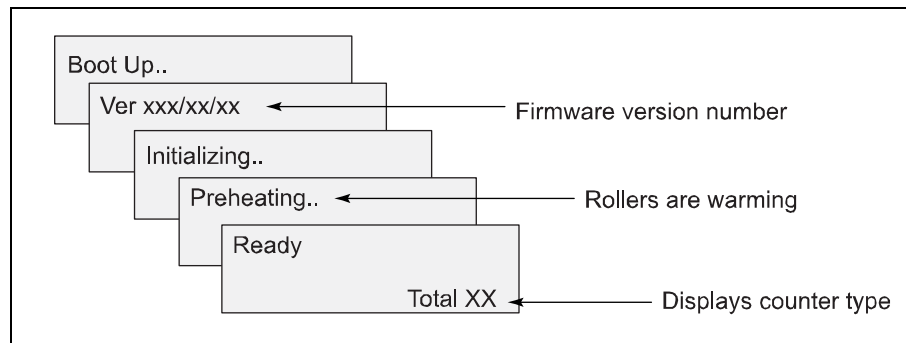 Boot Up..
Ver xxx/xx/xx
Firmware version number
Initializing..
Preheating..
Rollers are warming
Ready
Total XX
Displays counter type